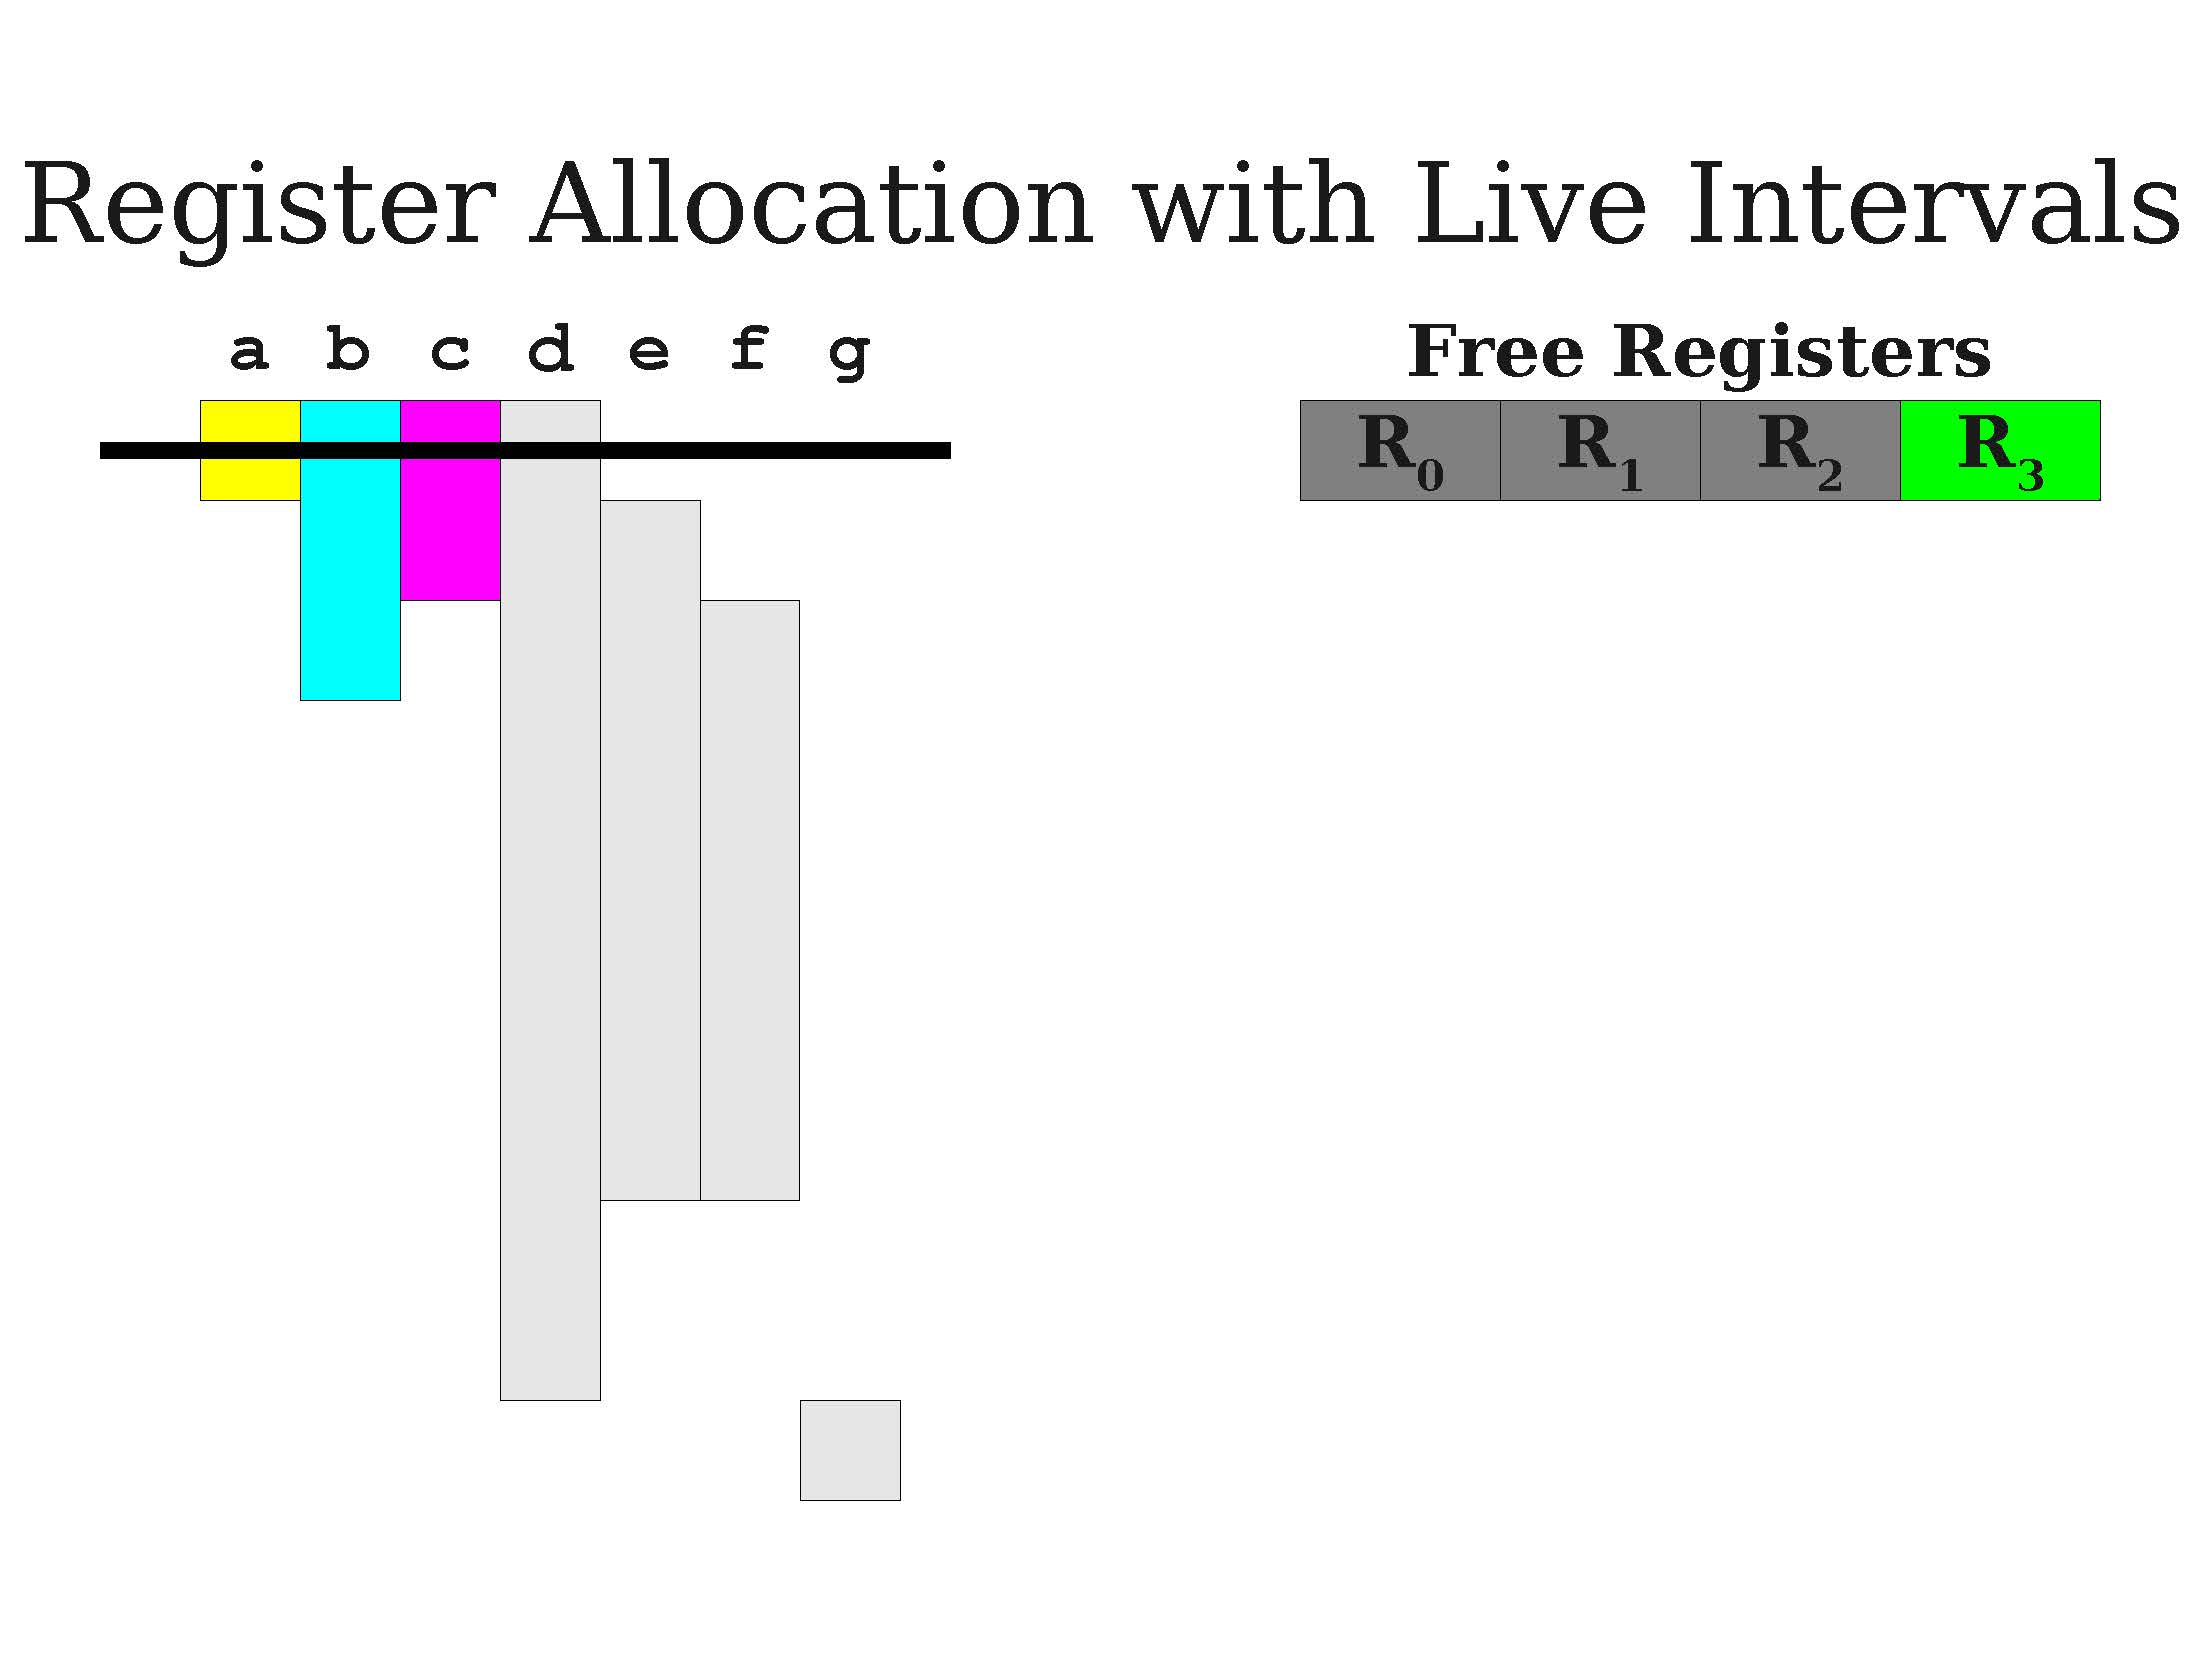 Register Allocation with Live Intervals
a b c d e f g
Free Registers
R0 R1 R2 R3